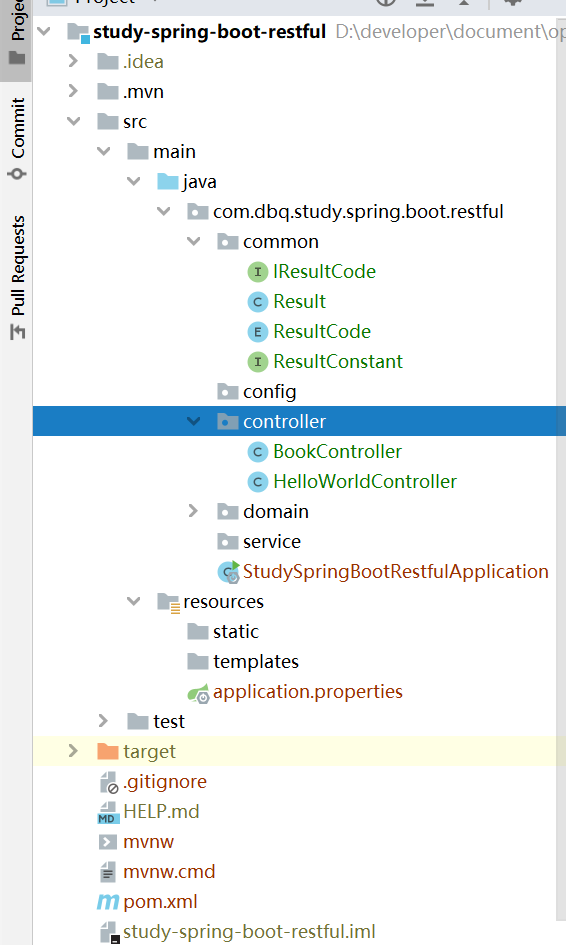 Project
study-spring-boot-restful D:\developer\document\op
.idea
.mvn
src
main
java
com.dbq.study.spring.boot.restful
common
IResultCode
Result
ResultCode
ResultConstant
config
controller
BookController
HelloWorldController
domain
service
StudySpringBootRestfulApplication
resources
static
templates
application.properties
test
target
.gitignore
HELP.md
mvnw
mvnw.cmd
pom.xml
study-spring-boot-restful.iml
Projec
Commit
Pull Requests